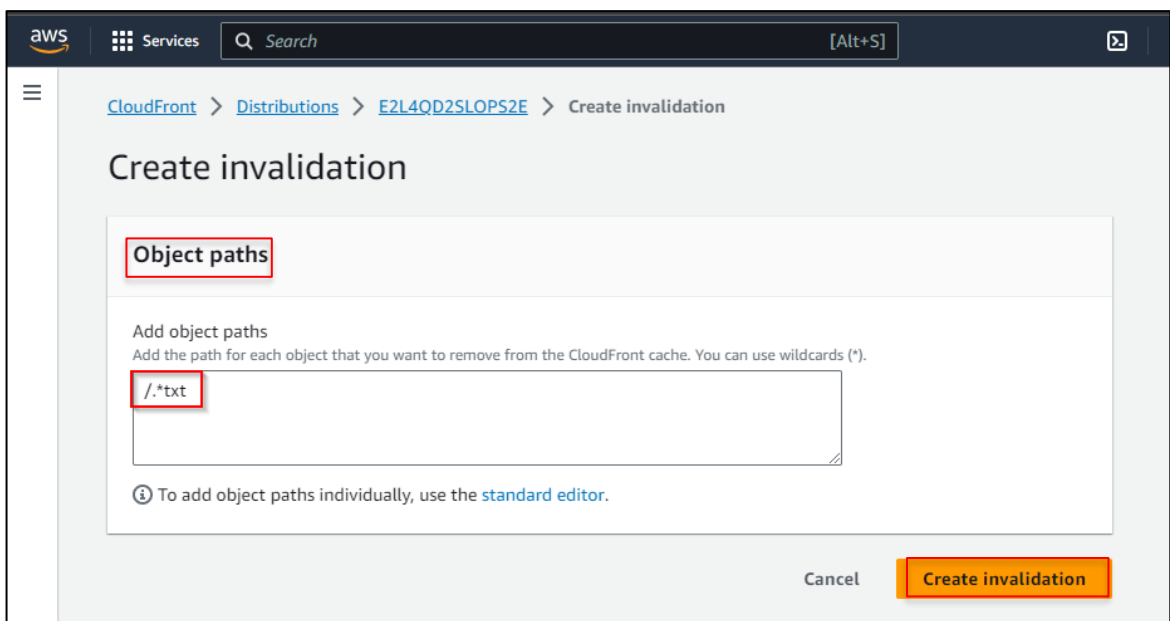 aws Services Search [Alt+S]
CloudFront > Distributions > E2L4QD2SLOPS2E > Create invalidation
Create invalidation
Object paths
Add object paths
Add the path for each object that you want to remove from the CloudFront cache. You can use wildcards (*).
/.*txt
To add object paths individually, use the standard editor.
Cancel Create invalidation